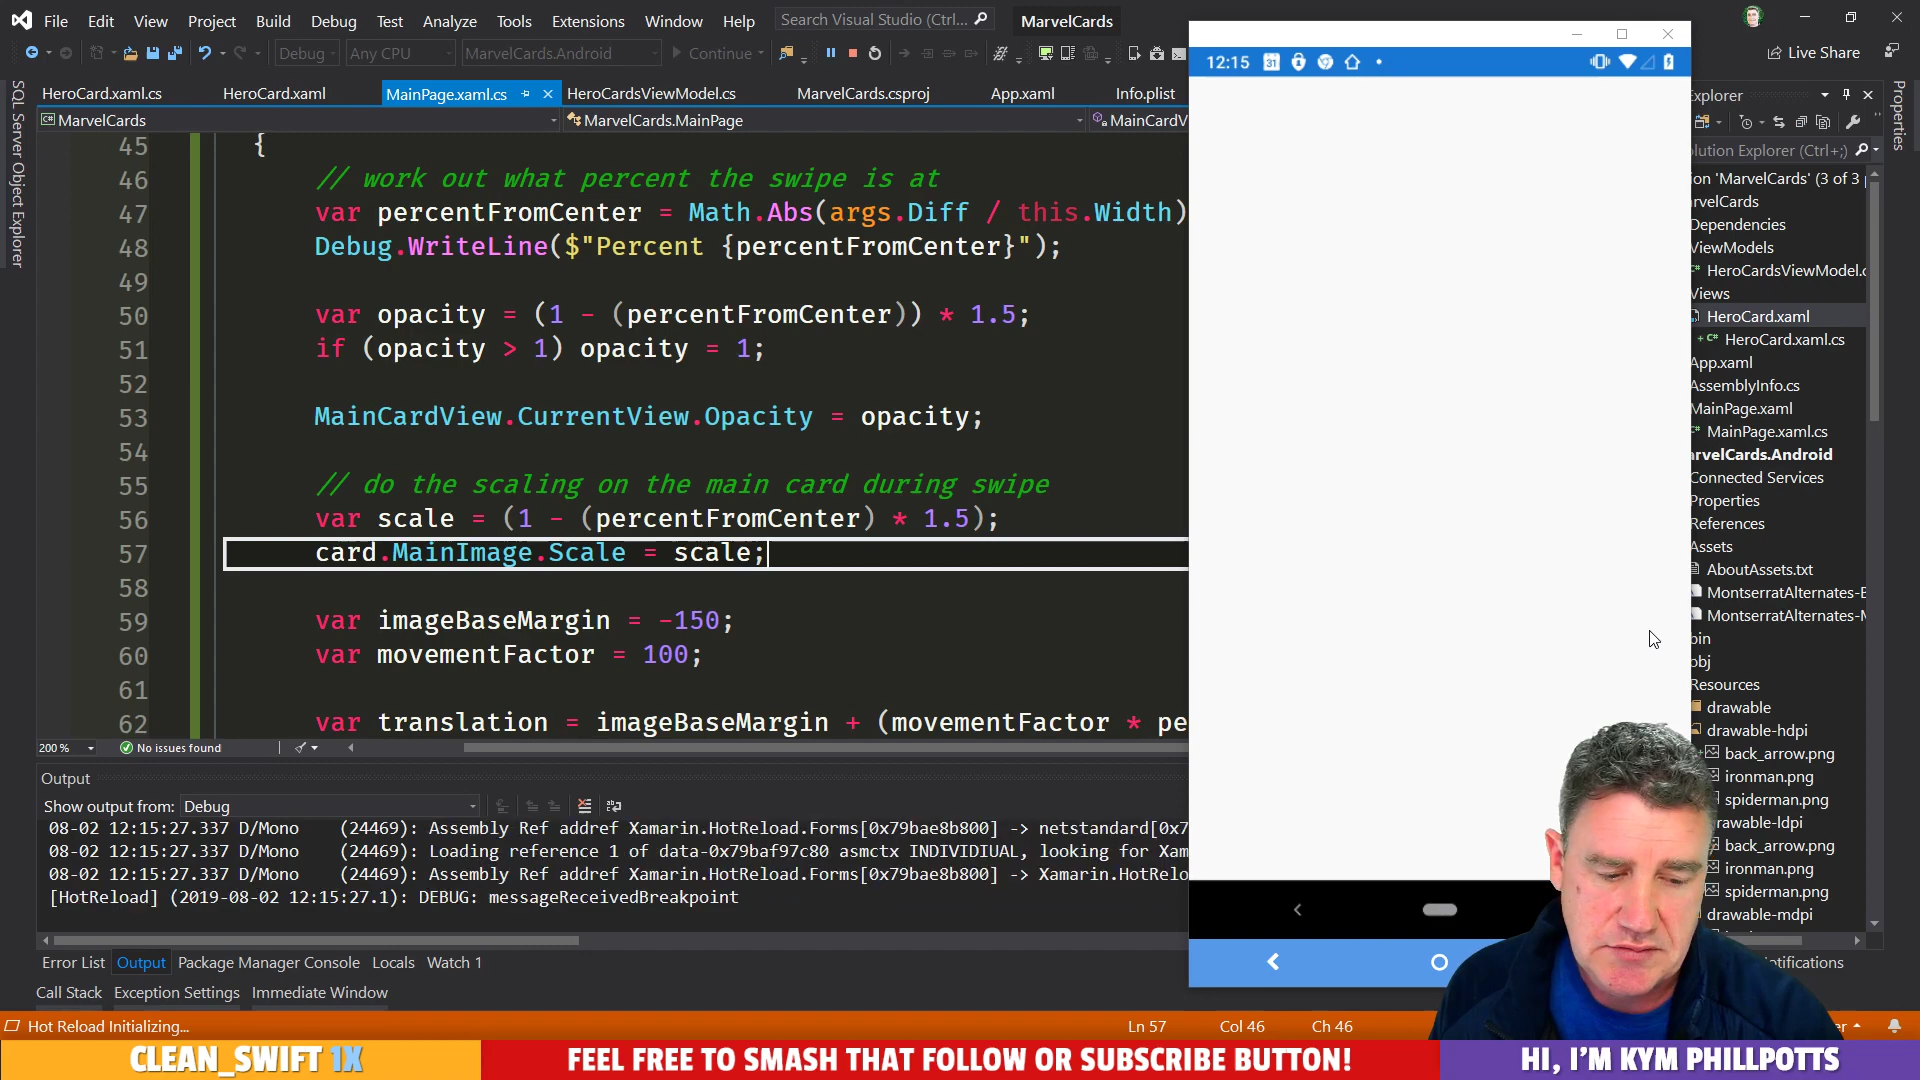 File Edit View Project Build Debug Test Analyze Tools Extensions Window Help Search Visual Studio (Ctrl... MarvelCards
Debug Any CPU MarvelCards.Android Continue Live Share
HeroCard.xaml.cs HeroCard.xaml MainPage.xaml.cs HeroCardsViewModel.cs MarvelCards.csproj App.xaml Info.plist
MarvelCards MarvelCards.MainPage MainCardV
SQL Server Object Explorer
45 {
46 // work out what percent the swipe is at
47 var percentFromCenter = Math.Abs(args.Diff / this.Width)
48 Debug.WriteLine($"Percent {percentFromCenter}");
49
50 var opacity = (1 - (percentFromCenter)) * 1.5;
51 if (opacity > 1) opacity = 1;
52
53 MainCardView.CurrentView.Opacity = opacity;
54
55 // do the scaling on the main card during swipe
56 var scale = (1 - (percentFromCenter) * 1.5);
57 card.MainImage.Scale = scale;
58
59 var imageBaseMargin = -150;
60 var movementFactor = 100;
61
62 var translation = imageBaseMargin + (movementFactor * pe
200 % No issues found
Output
Show output from: Debug
08-02 12:15:27.337 D/Mono (24469): Assembly Ref addref Xamarin.HotReload.Forms[0x79bae8b800] -> netstandard[0x7
08-02 12:15:27.337 D/Mono (24469): Loading reference 1 of data-0x79baf97c80 asmctx INDIVIDIUAL, looking for Xam
08-02 12:15:27.337 D/Mono (24469): Assembly Ref addref Xamarin.HotReload.Forms[0x79bae8b800] -> Xamarin.HotRelo
[HotReload] (2019-08-02 12:15:27.1): DEBUG: messageReceivedBreakpoint
Error List Output Package Manager Console Locals Watch 1
Call Stack Exception Settings Immediate Window
Hot Reload Initializing... Ln 57 Col 46 Ch 46
12:15 31
Explorer
Properties
olution Explorer (Ctrl+;)
ion 'MarvelCards' (3 of 3 p
arvelCards
Dependencies
ViewModels
HeroCardsViewModel.c
Views
HeroCard.xaml
HeroCard.xaml.cs
App.xaml
AssemblyInfo.cs
MainPage.xaml
MainPage.xaml.cs
arvelCards.Android
Connected Services
Properties
References
Assets
AboutAssets.txt
MontserratAlternates-
MontserratAlternates-
bin
obj
Resources
drawable
drawable-hdpi
back_arrow.png
ironman.png
spiderman.png
rawable-ldpi
back_arrow.png
ironman.png
spiderman.png
drawable-mdpi
otifications
CLEAN_SWIFT 1X
FEEL FREE TO SMASH THAT FOLLOW OR SUBSCRIBE BUTTON!
HI, I'M KYM PHILLPOTTS